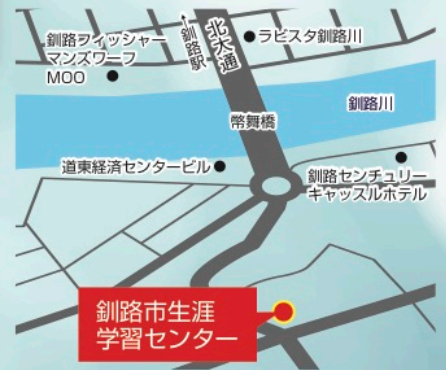 釧路フィッシャー
マンズワーフ
MOO
↑釧路駅
北大通
ラビスタ釧路川
釧路川
幣舞橋
道東経済センタービル
釧路センチュリー
キャッスルホテル
釧路市生涯
学習センター